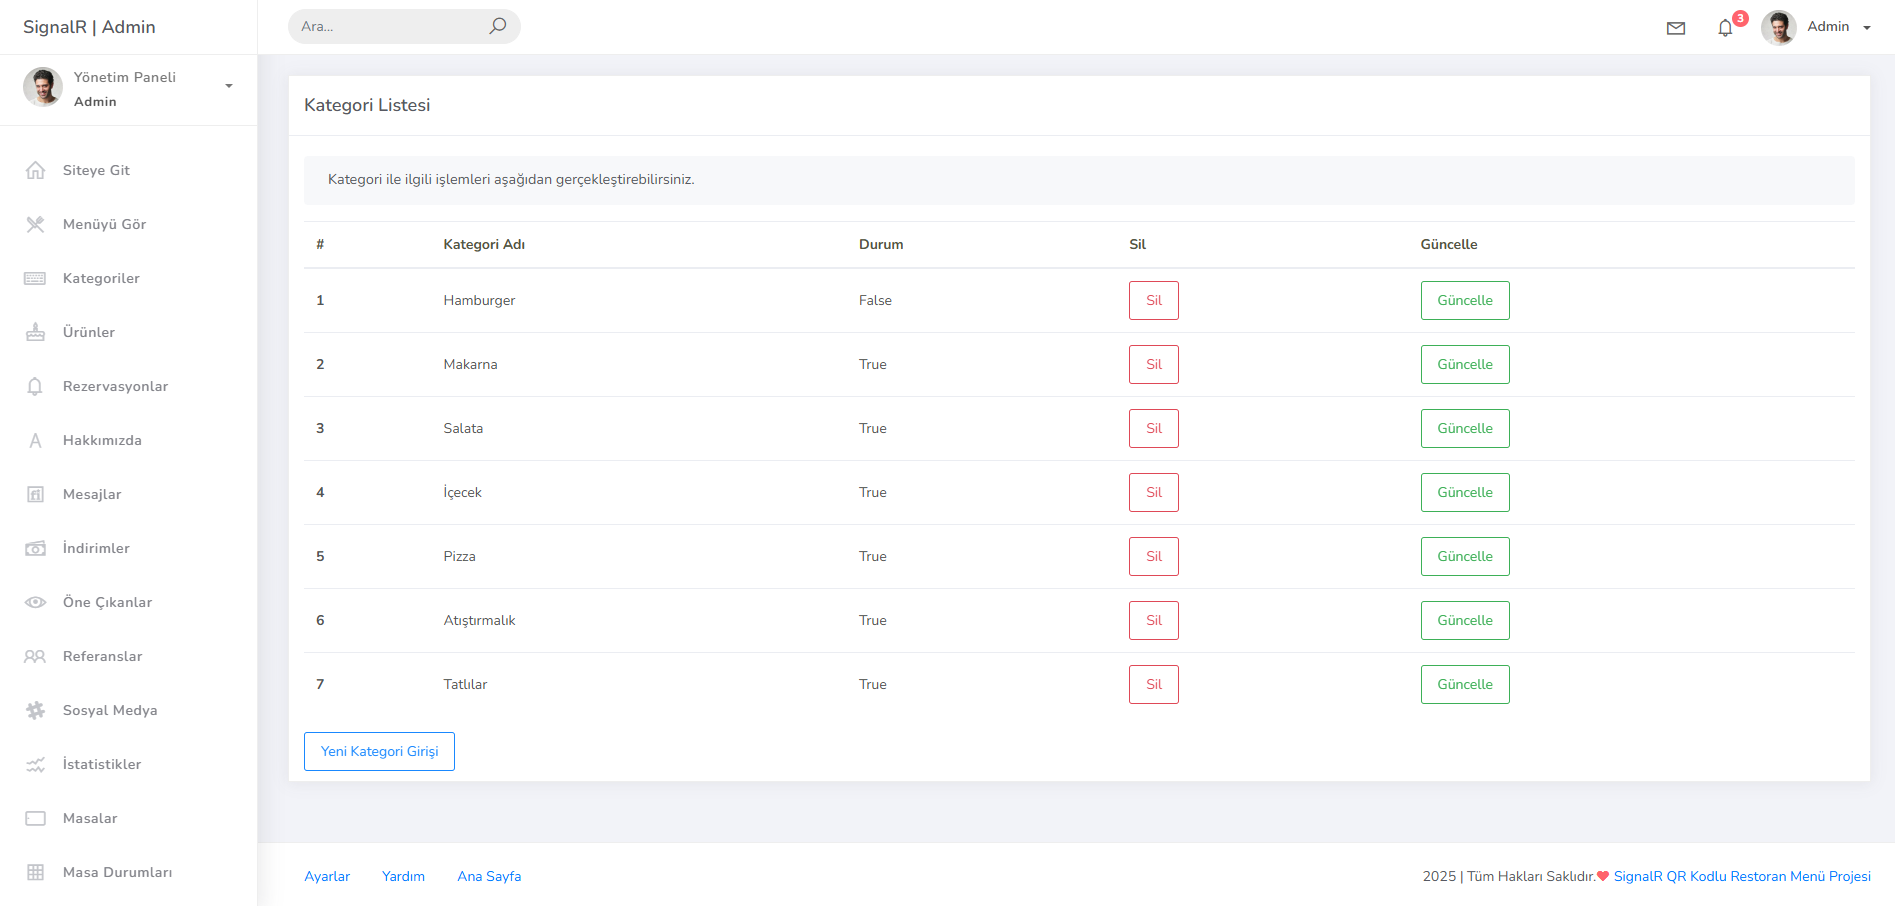 SignalR | Admin
Ara...
3
Admin
Yönetim Paneli
Admin
Siteye Git
Menüyü Gör
Kategoriler
Ürünler
Rezervasyonlar
Hakkımızda
Mesajlar
İndirimler
Öne Çıkanlar
Referanslar
Sosyal Medya
İstatistikler
Masalar
Masa Durumları
Kategori Listesi
Kategori ile ilgili işlemleri aşağıdan gerçekleştirebilirsiniz.
# Kategori Adı Durum Sil Güncelle
1 Hamburger False Sil Güncelle
2 Makarna True Sil Güncelle
3 Salata True Sil Güncelle
4 İçecek True Sil Güncelle
5 Pizza True Sil Güncelle
6 Atıştırmalık True Sil Güncelle
7 Tatlılar True Sil Güncelle
Yeni Kategori Girişi
Ayarlar Yardım Ana Sayfa
2025 | Tüm Hakları Saklıdır.❤ SignalR QR Kodlu Restoran Menü Projesi